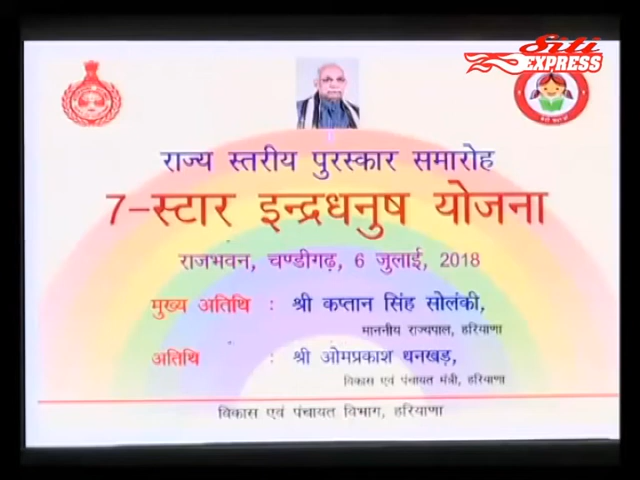 Siti
EXPRESS
राज्य स्तरीय पुरस्कार समारोह
7-स्टार इन्द्रधनुष योजना
राजभवन, चण्डीगढ़, 6 जुलाई, 2018
मुख्य अतिथि : श्री कप्तान सिंह सोलंकी,
माननीय राज्यपाल, हरियाणा
अतिथि : श्री ओमप्रकाश धनखड़,
विकास एवं पंचायत मंत्री, हरियाणा
विकास एवं पंचायत विभाग, हरियाणा